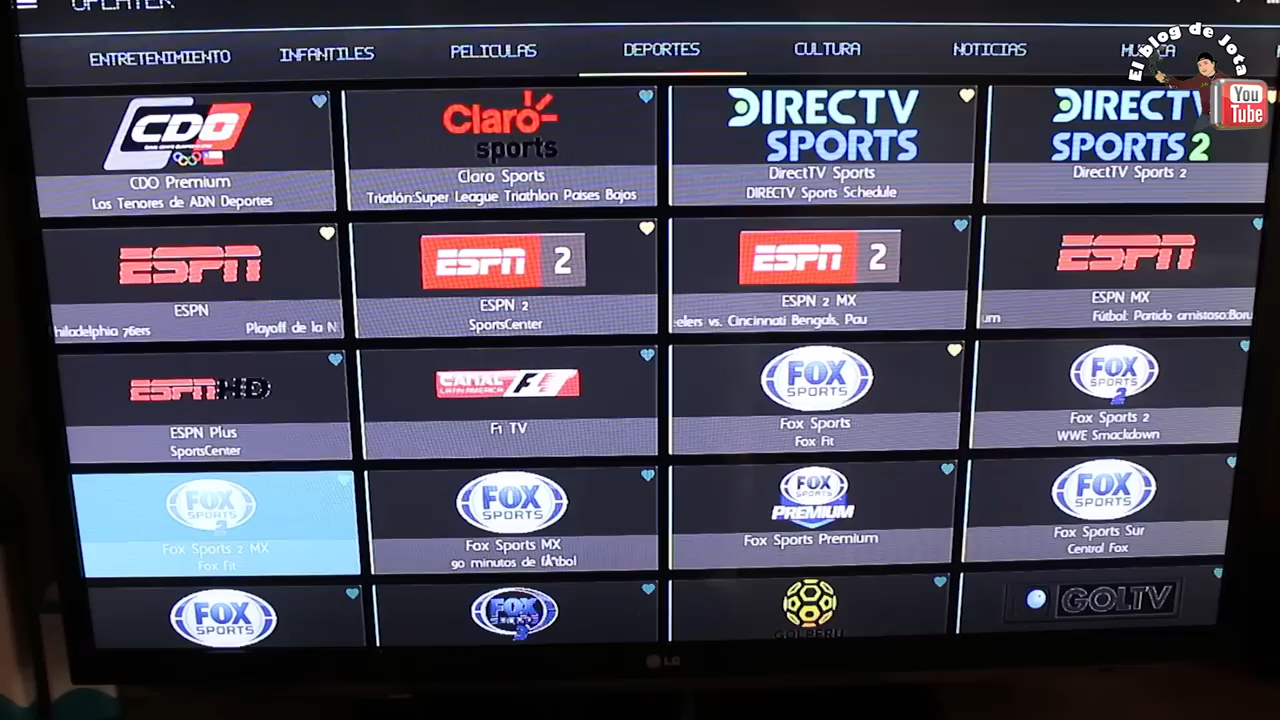 ENTRETENIMIENTO INFANTILES PELICULAS DEPORTES CULTURA NOTICIAS
El blog de Jota
You
Tube
CDO
CDO Premium
Los Tenores de ADN Deportes
Claro
sports
Claro Sports
Triatlón:Super League Triathlon Paises Bajos
DIRECTV
SPORTS
DirectTV Sports
DIRECTV Sports Schedule
DIRECTV
SPORTS 2
DirectTV Sports 2
ESPN
ESPN
hiladelphia 76ers Playoff de la N
ESPN 2
ESPN 2
SportsCenter
ESPN 2
ESPN 2 MX
eelers vs. Cincinnati Bengals, Pau
ESPN
ESPN MX
um Fútbol: Partido amistoso:Boru
ESPN HD
ESPN Plus
SportsCenter
CANAL F1
LATIN AMERICA
F1 TV
FOX
SPORTS
Fox Sports
Fox Fit
FOX
SPORTS
2
Fox Sports 2
WWE Smackdown
FOX
SPORTS
2
Fox Sports 2 MX
Fox Fit
FOX
SPORTS
Fox Sports MX
90 minutos de fÃºtbol
FOX
SPORTS
PREMIUM
Fox Sports Premium
FOX
SPORTS
Fox Sports Sur
Central Fox
FOX
SPORTS
FOX
SPORTS
3
GOLPERU
GOLTV
LG